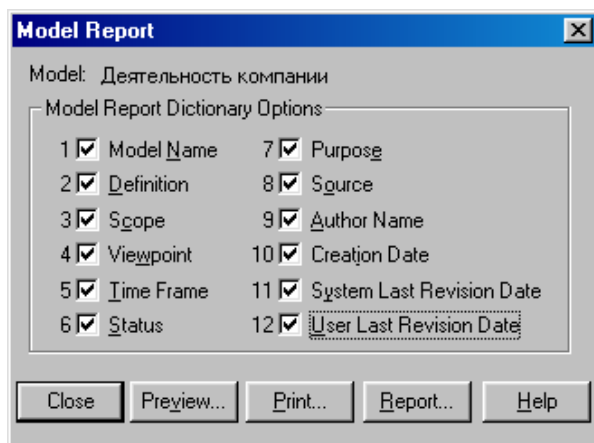 Model Report
Model: Деятельность компании
Model Report Dictionary Options
1 Model Name
2 Definition
3 Scope
4 Viewpoint
5 Time Frame
6 Status
7 Purpose
8 Source
9 Author Name
10 Creation Date
11 System Last Revision Date
12 User Last Revision Date
Close Preview... Print... Report... Help